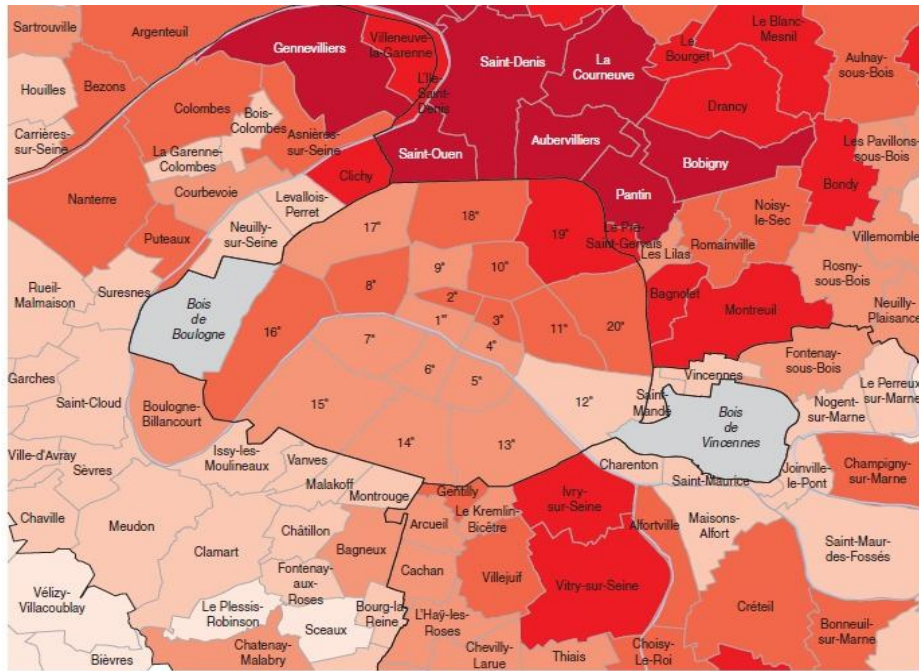 Sartrouville
Argenteuil
Gennevilliers
Villeneuve-
la-Garenne
L'Ile-
Saint-
Denis
Saint-Denis
La
Courneuve
Le
Bourget
Le Blanc-
Mesnil
Aulnay-
sous-Bois
Houilles
Bezons
Colombes
Bois-
Colombes
Asnières-
sur-Seine
Drancy
Carrières-
sur-Seine
La Garenne-
Colombes
Saint-Ouen
Aubervilliers
Bobigny
Les Pavillons-
sous-Bois
Clichy
Pantin
Bondy
Nanterre
Courbevoie
Levallois-
Perret
Noisy-
le-Sec
Puteaux
Neuilly-
sur-Seine
17e
18e
19e
Le Pré-
Saint-Gervais
Les Lilas
Romainville
Villemomble
Rueil-
Malmaison
Suresnes
Bois
de
Boulogne
8e
9e
10e
2e
Bagnolet
Montreuil
Rosny-
sous-Bois
Neuilly-
Plaisance
16e
7e
1er
3e
4e
11e
20e
Garches
Saint-Cloud
Boulogne-
Billancourt
15e
6e
5e
12e
Saint-
Mandé
Vincennes
Bois
de
Vincennes
Fontenay-
sous-Bois
Nogent-
sur-Marne
Le Perreux
sur-Marne
Ville-d'Avray
Sèvres
Issy-les-
Moulineaux
Vanves
Malakoff
Montrouge
14e
13e
Charenton
Saint-Maurice
Joinville-
le-Pont
Champigny-
sur-Marne
Chaville
Meudon
Clamart
Châtillon
Bagneux
Gentilly
Arcueil
Le Kremlin-
Bicêtre
Ivry-
sur-Seine
Alfortville
Maisons-
Alfort
Saint-Maur-
des-Fossés
Vélizy-
Villacoublay
Fontenay-
aux-
Roses
Cachan
Villejuif
Vitry-sur-Seine
Créteil
Le Plessis-
Robinson
Sceaux
Bourg-la-
Reine
L'Haÿ-les-
Roses
Bonneuil-
sur-Marne
Bièvres
Chatenay-
Malabry
Chevilly-
Larue
Thiais
Choisy-
Le-Roi